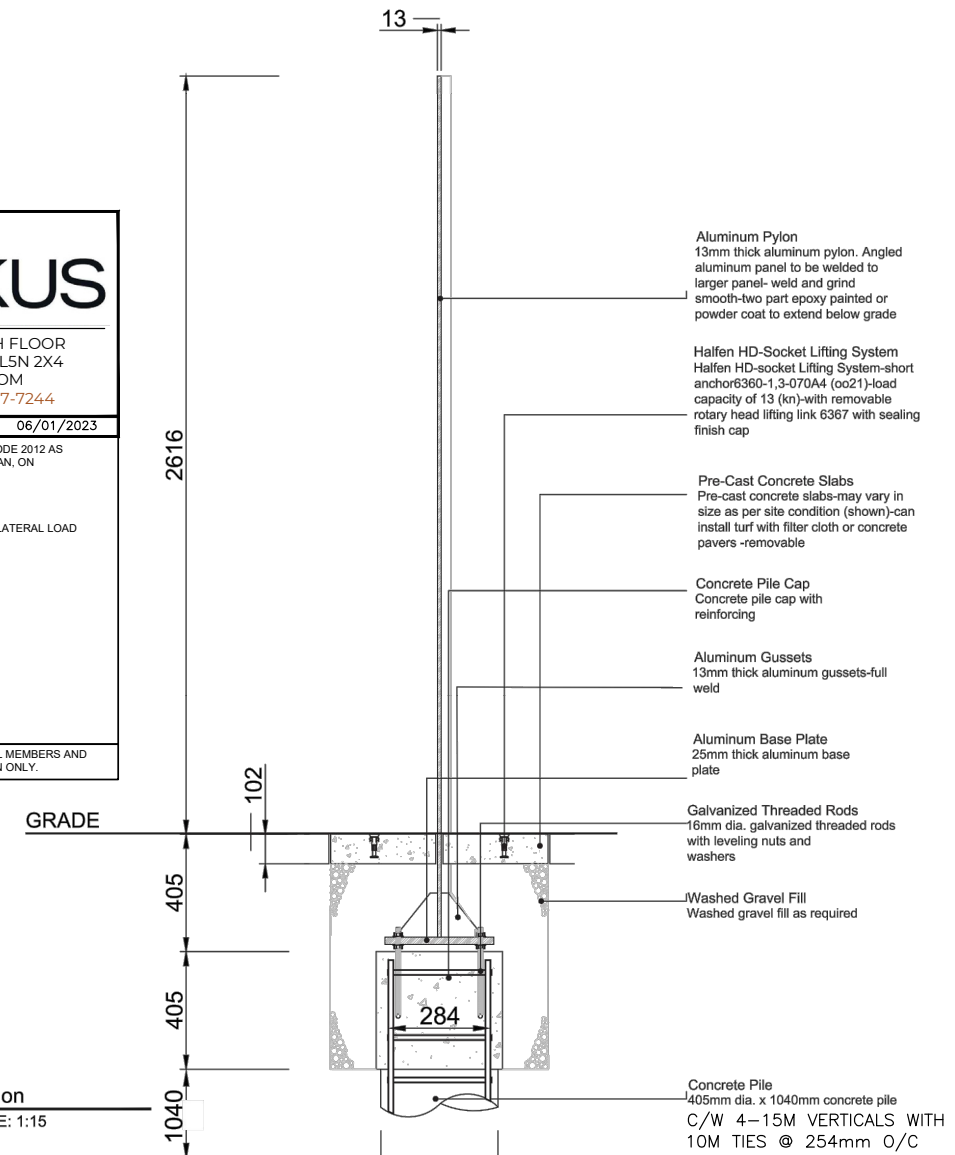 13
2616
KUS
H FLOOR
L5N 2X4
OM
7-7244
06/01/2023
ODE 2012 AS
AN, ON
LATERAL LOAD
L MEMBERS AND
N ONLY.
Aluminum Pylon
13mm thick aluminum pylon. Angled
aluminum panel to be welded to
larger panel- weld and grind
smooth-two part epoxy painted or
powder coat to extend below grade
Halfen HD-Socket Lifting System
Halfen HD-socket Lifting System-short
anchor6360-1,3-070A4 (oo21)-load
capacity of 13 (kn)-with removable
rotary head lifting link 6367 with sealing
finish cap
Pre-Cast Concrete Slabs
Pre-cast concrete slabs-may vary in
size as per site condition (shown)-can
install turf with filter cloth or concrete
pavers -removable
Concrete Pile Cap
Concrete pile cap with
reinforcing
Aluminum Gussets
13mm thick aluminum gussets-full
weld
Aluminum Base Plate
25mm thick aluminum base
plate
Galvanized Threaded Rods
16mm dia. galvanized threaded rods
with leveling nuts and
washers
Washed Gravel Fill
Washed gravel fill as required
Concrete Pile
405mm dia. x 1040mm concrete pile
C/W 4-15M VERTICALS WITH
10M TIES @ 254mm O/C
102
GRADE
405
405
284
1040
on
E: 1:15